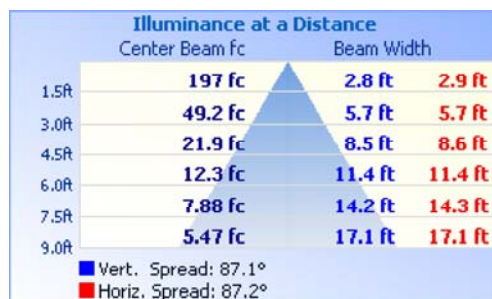 Illuminance at a Distance
Center Beam fc Beam Width
1.5ft 197 fc 2.8 ft 2.9 ft
3.0ft 49.2 fc 5.7 ft 5.7 ft
4.5ft 21.9 fc 8.5 ft 8.6 ft
6.0ft 12.3 fc 11.4 ft 11.4 ft
7.5ft 7.88 fc 14.2 ft 14.3 ft
9.0ft 5.47 fc 17.1 ft 17.1 ft
Vert. Spread: 87.1°
Horiz. Spread: 87.2°